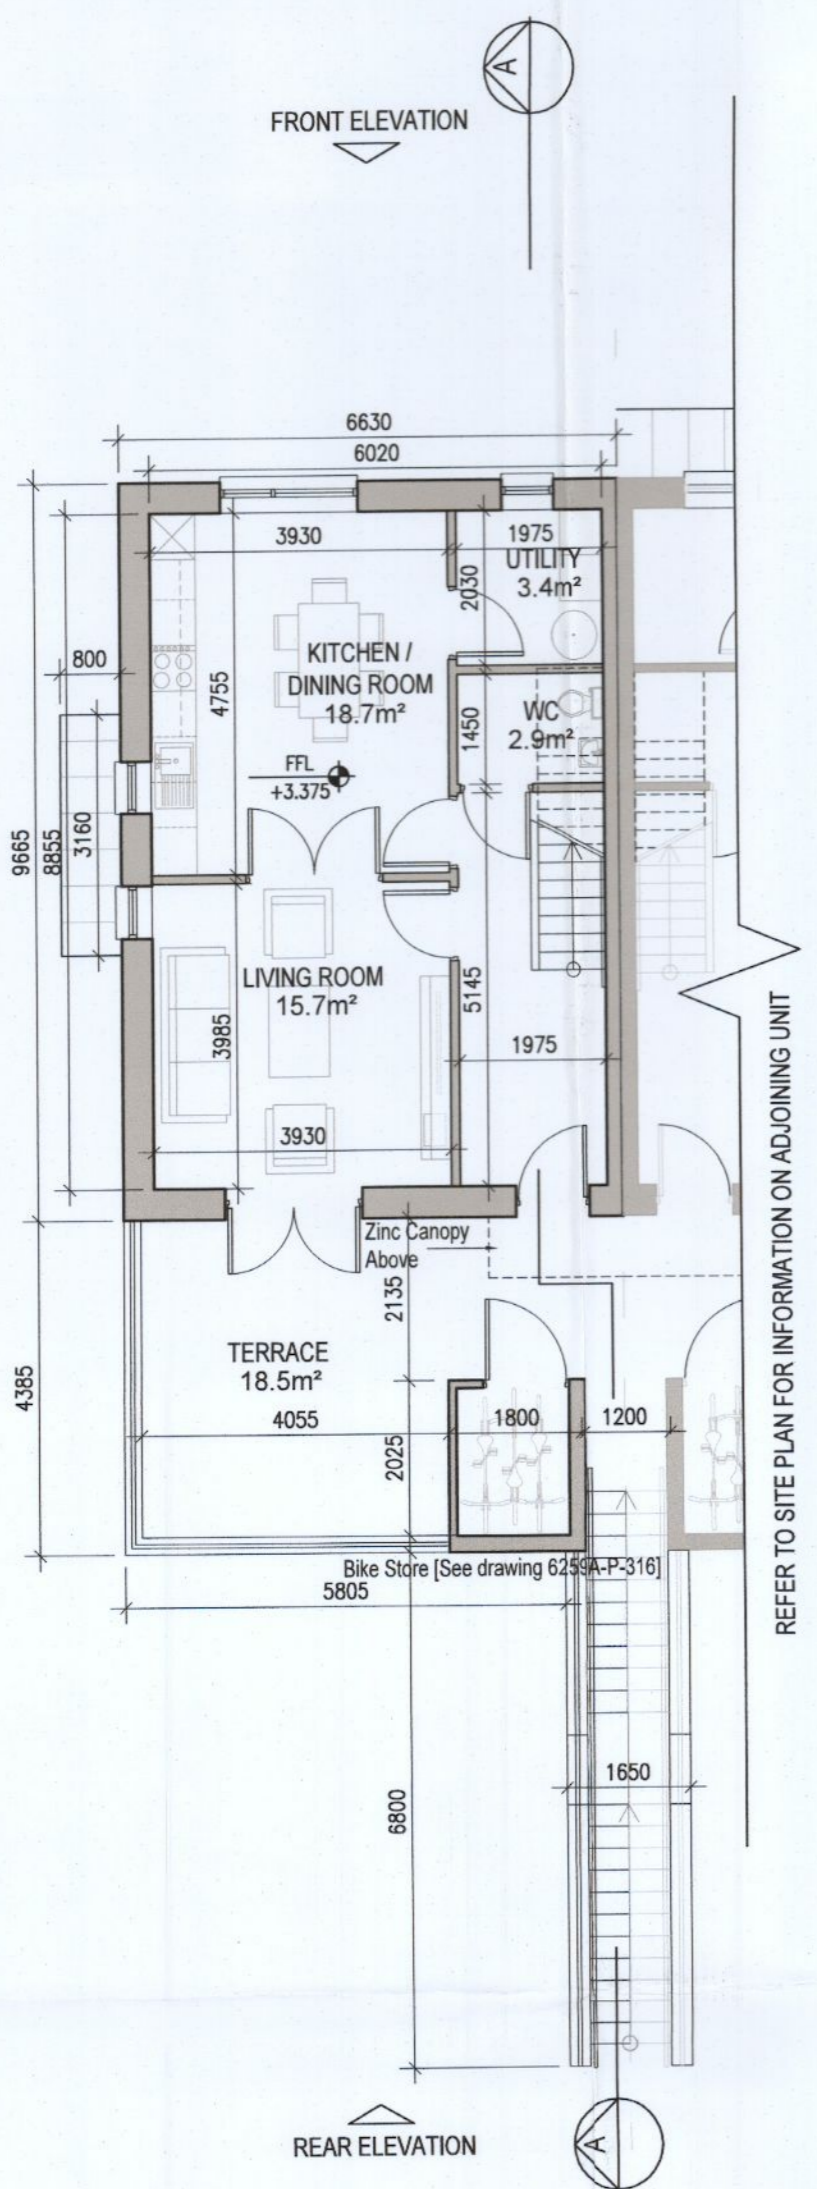 A
FRONT ELEVATION
6630
6020
3930
1975
UTILITY
3.4m²
2030
800
KITCHEN /
DINING ROOM
18.7m²
4755
WC
2.9m²
1450
FFL
+3.375
9665
8855
3160
LIVING ROOM
15.7m²
3985
5145
1975
3930
REFER TO SITE PLAN FOR INFORMATION ON ADJOINING UNIT
Zinc Canopy
Above
2135
TERRACE
18.5m²
4385
4055
1800
1200
2025
Bike Store [See drawing 6259A-P-316]
5805
1650
6800
REAR ELEVATION
A